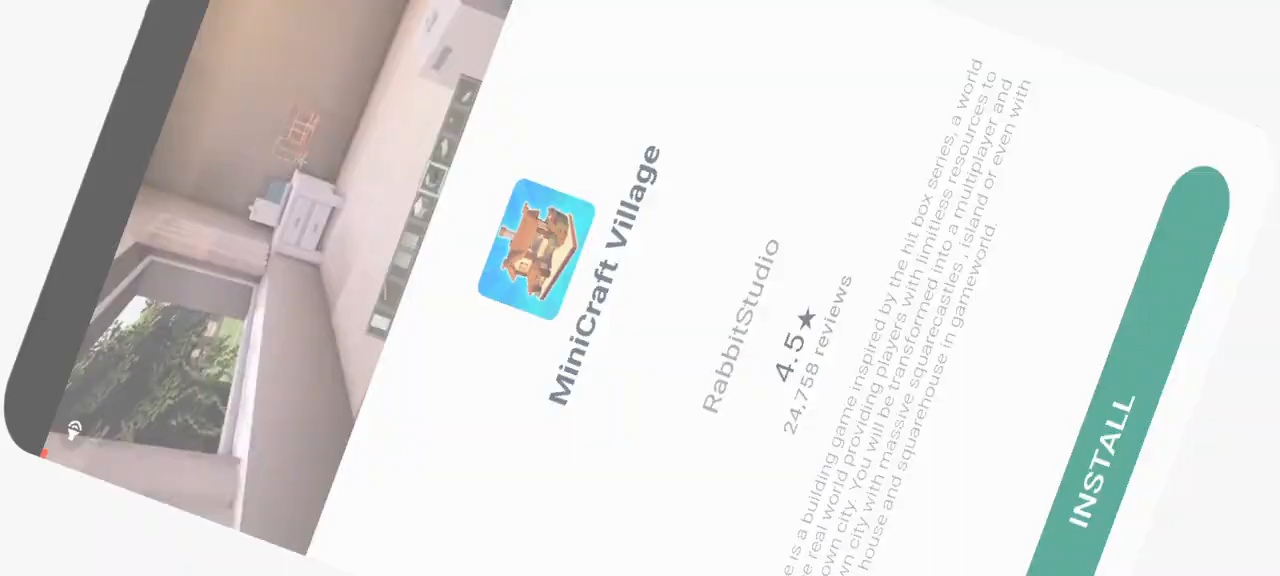 MiniCraft Village
RabbitStudio
4.5★
24.758 reviews
is a building game inspired by the hit box series, a world
real world providing players with limitless resources to
own city. You will be transformed into a multiplayer and
city with massive squarecastles , island or even with
house and squarehouse in gameworld.
INSTALL